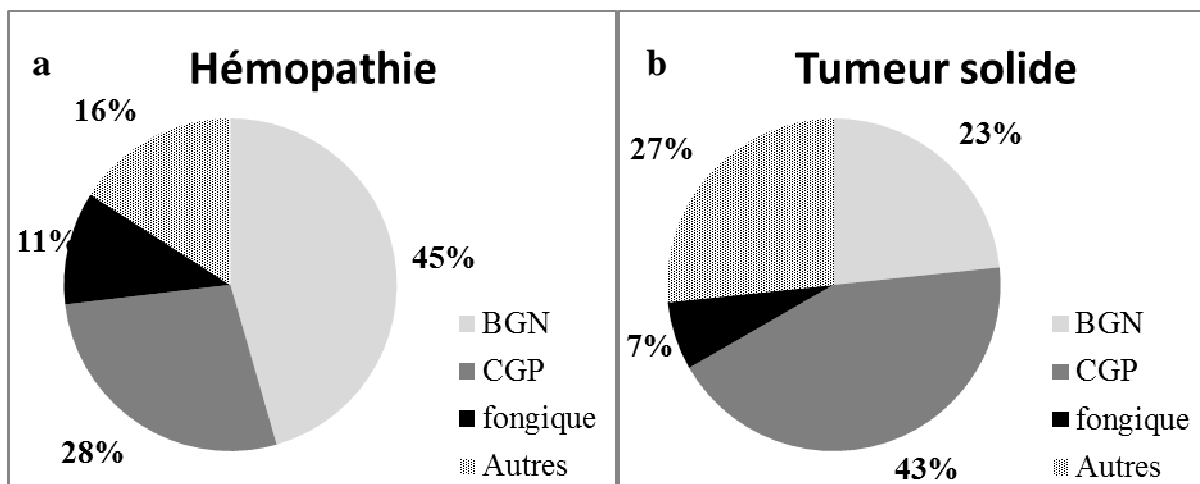 a Hémopathie
16%
11%
45%
28%
BGN
CGP
fongique
Autres
b Tumeur solide
23%
27%
7%
43%
BGN
CGP
fongique
Autres